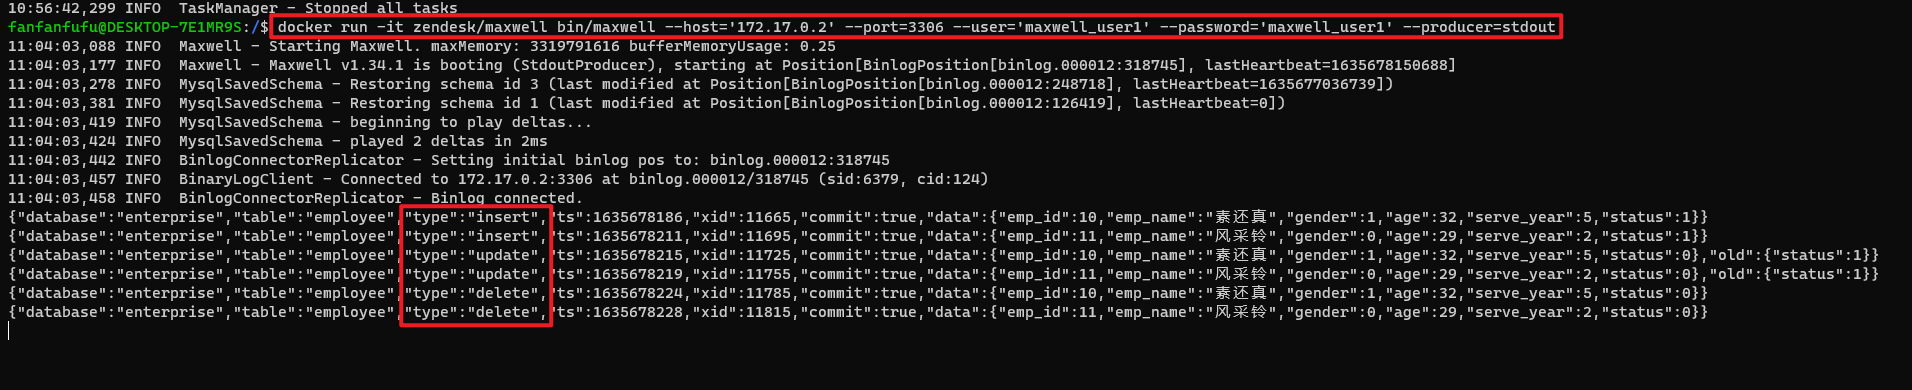 10:56:42,299 INFO  TaskManager - Stopped all tasks
fanfanfufu@DESKTOP-7E1MR9S:/$ docker run -it zendesk/maxwell bin/maxwell --host='172.17.0.2' --port=3306 --user='maxwell_user1' --password='maxwell_user1' --producer=stdout
11:04:03,088 INFO  Maxwell - Starting Maxwell. maxMemory: 3319791616 bufferMemoryUsage: 0.25
11:04:03,177 INFO  Maxwell - Maxwell v1.34.1 is booting (StdoutProducer), starting at Position[BinlogPosition[binlog.000012:318745], lastHeartbeat=1635678150688]
11:04:03,278 INFO  MysqlSavedSchema - Restoring schema id 3 (last modified at Position[BinlogPosition[binlog.000012:248718], lastHeartbeat=1635677036739])
11:04:03,381 INFO  MysqlSavedSchema - Restoring schema id 1 (last modified at Position[BinlogPosition[binlog.000012:126419], lastHeartbeat=0])
11:04:03,419 INFO  MysqlSavedSchema - beginning to play deltas...
11:04:03,424 INFO  MysqlSavedSchema - played 2 deltas in 2ms
11:04:03,442 INFO  BinlogConnectorReplicator - Setting initial binlog pos to: binlog.000012:318745
11:04:03,457 INFO  BinaryLogClient - Connected to 172.17.0.2:3306 at binlog.000012/318745 (sid:6379, cid:124)
11:04:03,458 INFO  BinlogConnectorReplicator - Binlog connected.
{"database":"enterprise","table":"employee","type":"insert","ts":1635678186,"xid":11665,"commit":true,"data":{"emp_id":10,"emp_name":"素还真","gender":1,"age":32,"serve_year":5,"status":1}}
{"database":"enterprise","table":"employee","type":"insert","ts":1635678211,"xid":11695,"commit":true,"data":{"emp_id":11,"emp_name":"风采铃","gender":0,"age":29,"serve_year":2,"status":1}}
{"database":"enterprise","table":"employee","type":"update","ts":1635678215,"xid":11725,"commit":true,"data":{"emp_id":10,"emp_name":"素还真","gender":1,"age":32,"serve_year":5,"status":0},"old":{"status":1}}
{"database":"enterprise","table":"employee","type":"update","ts":1635678219,"xid":11755,"commit":true,"data":{"emp_id":11,"emp_name":"风采铃","gender":0,"age":29,"serve_year":2,"status":0},"old":{"status":1}}
{"database":"enterprise","table":"employee","type":"delete","ts":1635678224,"xid":11785,"commit":true,"data":{"emp_id":10,"emp_name":"素还真","gender":1,"age":32,"serve_year":5,"status":0}}
{"database":"enterprise","table":"employee","type":"delete","ts":1635678228,"xid":11815,"commit":true,"data":{"emp_id":11,"emp_name":"风采铃","gender":0,"age":29,"serve_year":2,"status":0}}